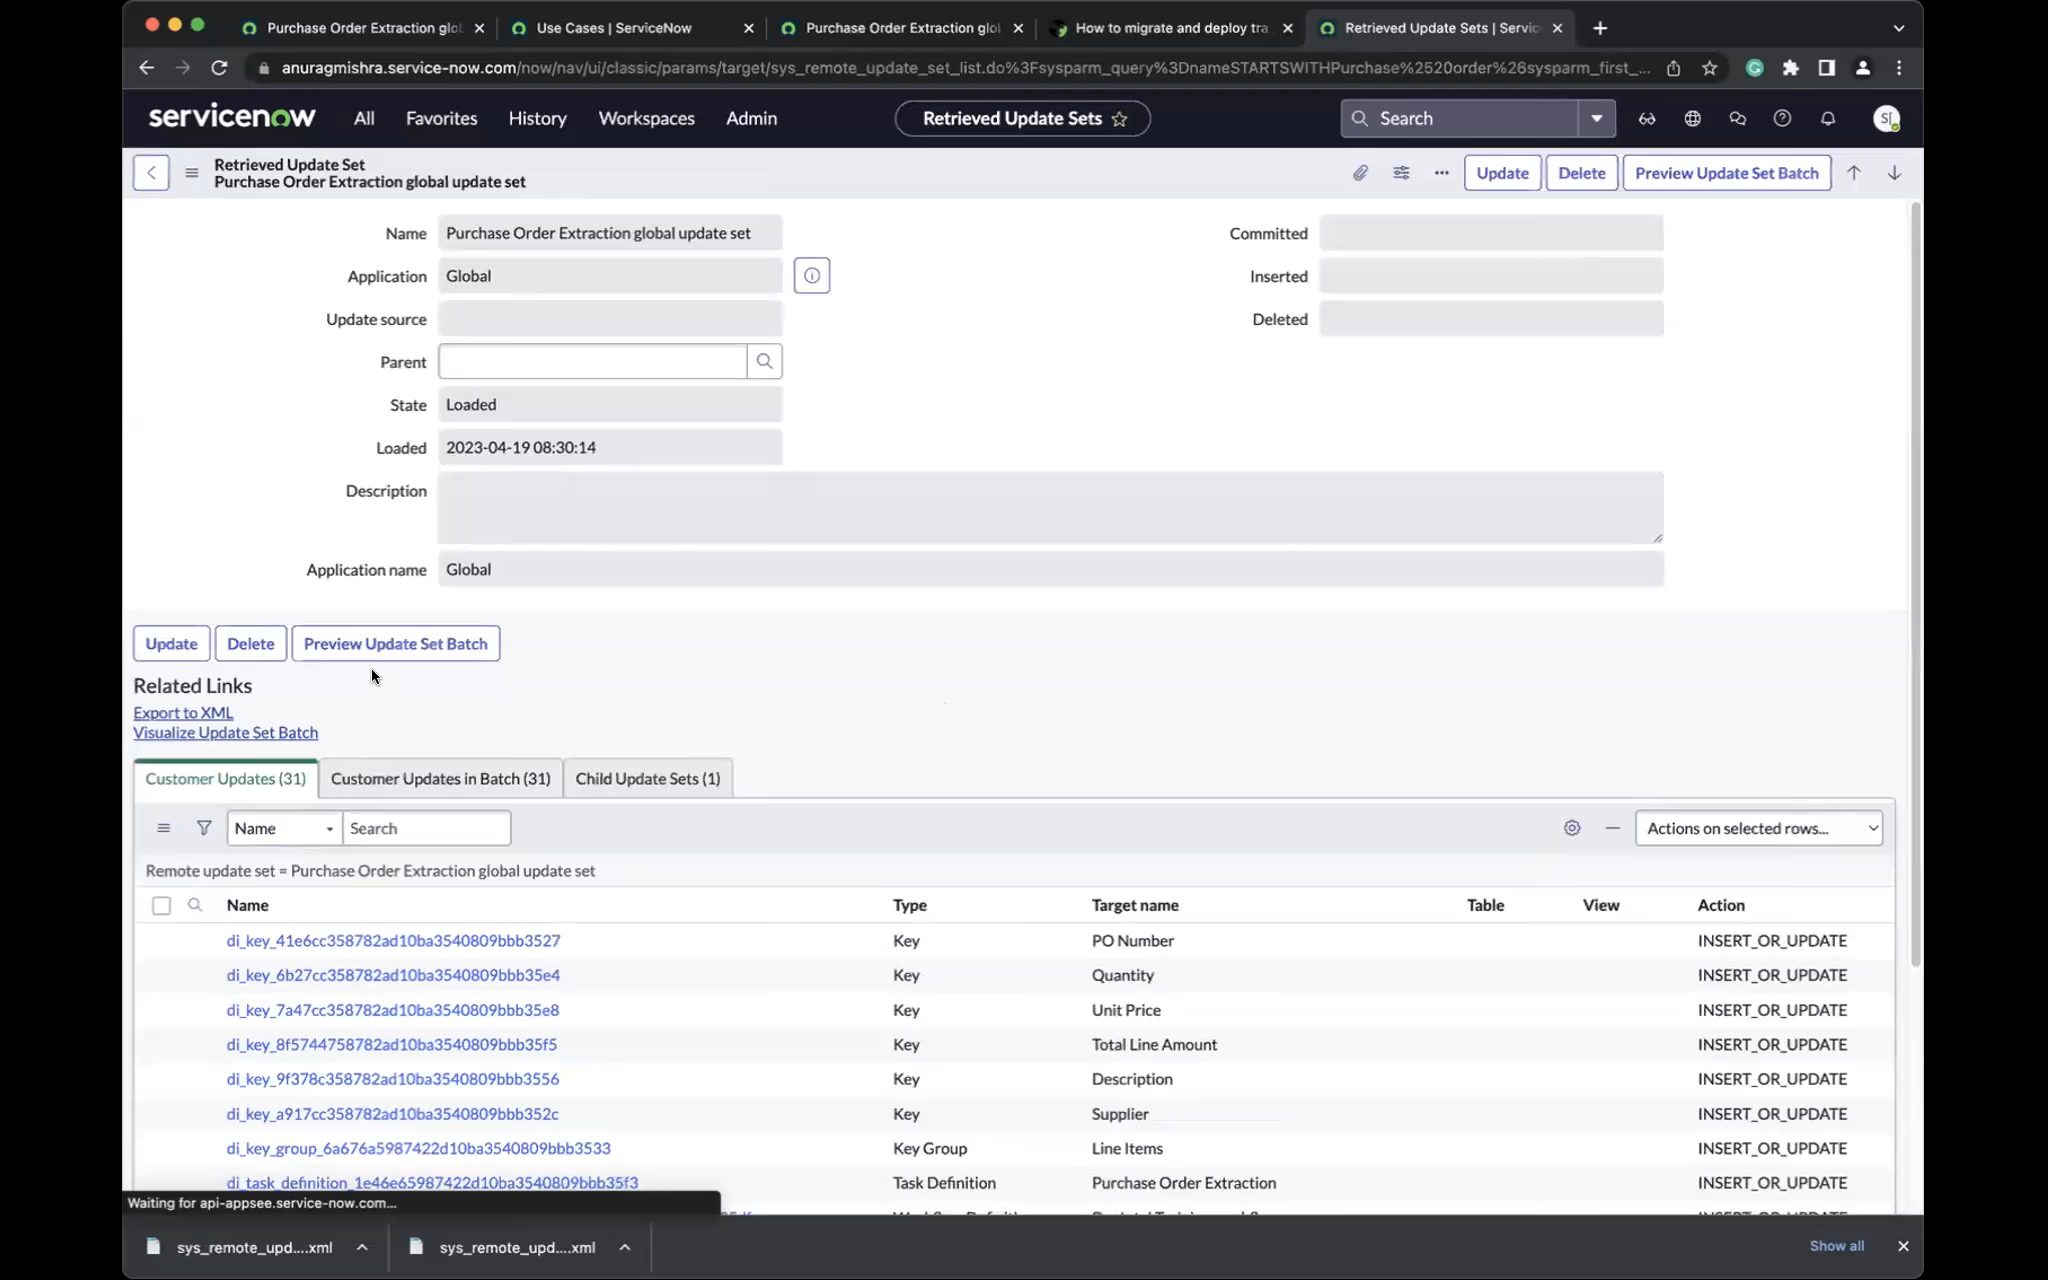 Purchase Order Extraction glo
Use Cases | ServiceNow
Purchase Order Extraction glo
How to migrate and deploy tra
Retrieved Update Sets | Servic
anuragmishra.service-now.com/now/nav/ui/classic/params/target/sys_remote_update_set_list.do%3Fsysparm_query%3DnameSTARTSWITHPurchase%2520order%26sysparm_first_...
servicenow
All
Favorites
History
Workspaces
Admin
Retrieved Update Sets
Search
Retrieved Update Set
Purchase Order Extraction global update set
Update
Delete
Preview Update Set Batch
Name
Purchase Order Extraction global update set
Committed
Application
Global
Inserted
Update source
Deleted
Parent
State
Loaded
Loaded
2023-04-19 08:30:14
Description
Application name
Global
Update
Delete
Preview Update Set Batch
Related Links
Export to XML
Visualize Update Set Batch
Customer Updates (31)
Customer Updates in Batch (31)
Child Update Sets (1)
Name
Search
Actions on selected rows...
Remote update set = Purchase Order Extraction global update set
Name Type Target name Table View Action
di_key_41e6cc358782ad10ba3540809bbb3527 Key PO Number INSERT_OR_UPDATE
di_key_6b27cc358782ad10ba3540809bbb35e4 Key Quantity INSERT_OR_UPDATE
di_key_7a47cc358782ad10ba3540809bbb35e8 Key Unit Price INSERT_OR_UPDATE
di_key_8f5744758782ad10ba3540809bbb35f5 Key Total Line Amount INSERT_OR_UPDATE
di_key_9f378c358782ad10ba3540809bbb3556 Key Description INSERT_OR_UPDATE
di_key_a917cc358782ad10ba3540809bbb352c Key Supplier INSERT_OR_UPDATE
di_key_group_6a676a5987422d10ba3540809bbb3533 Key Group Line Items INSERT_OR_UPDATE
di_task_definition_1e46e65987422d10ba3540809bbb35f3 Task Definition Purchase Order Extraction INSERT_OR_UPDATE
Waiting for api-appsee.service-now.com...
sys_remote_upd....xml
sys_remote_upd....xml
Show all